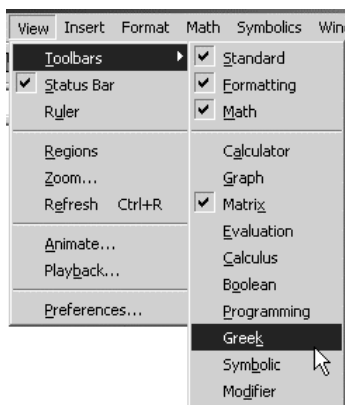 View Insert Format Math Symbolics
Toolbars
Status Bar
Ruler
Regions
Zoom...
Refresh Ctrl+R
Animate...
Playback...
Preferences...
Standard
Formatting
Math
Calculator
Graph
Matrix
Evaluation
Calculus
Boolean
Programming
Greek
Symbolic
Modifier